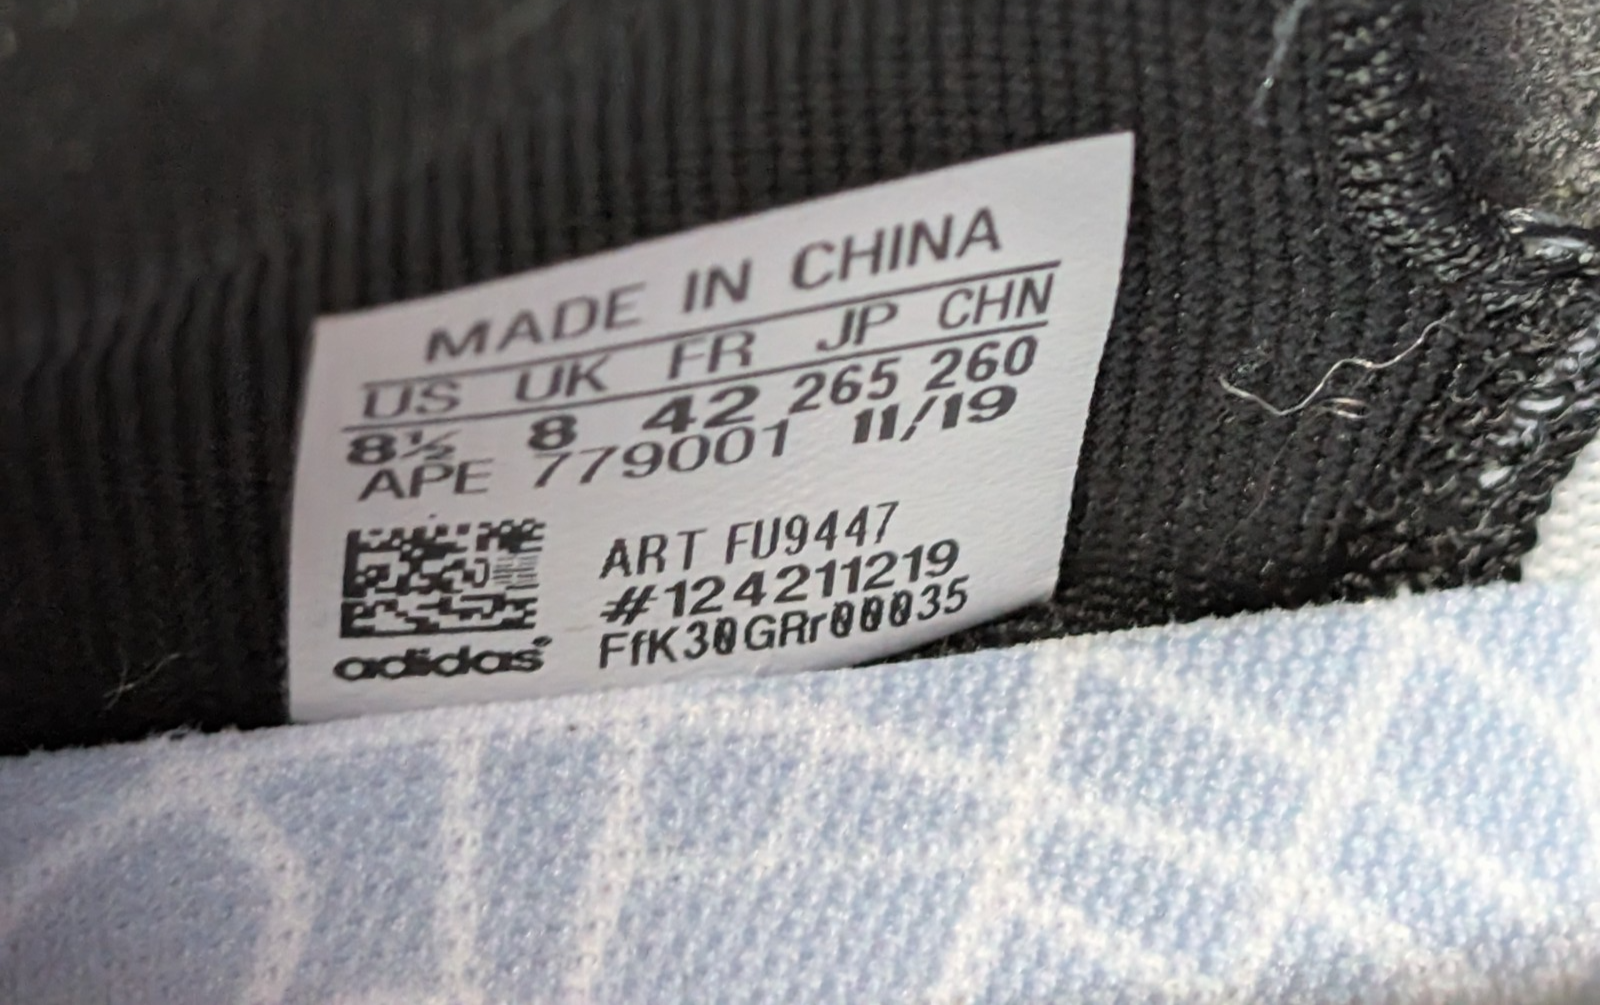 MADE IN CHINA
US UK FR JP CHN
8½ 8 42 265 260
APE 779001 11/19
ART FU9447
#124211219
FfK30GRr00035
adidas®